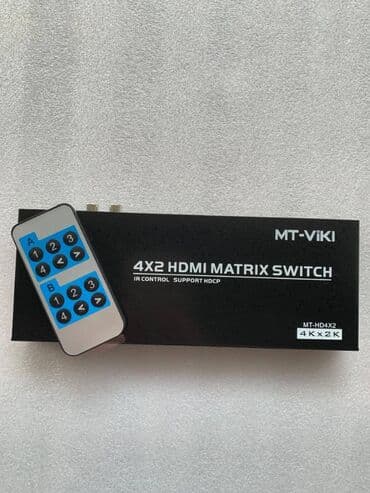 MT-ViKI
4X2 HDMI MATRIX SWITCH
IR CONTROL SUPPORT HDCP
MT-HD4X2
4K x 2K
A
1 2 3
4 < >
B
1 2 3
4 < >